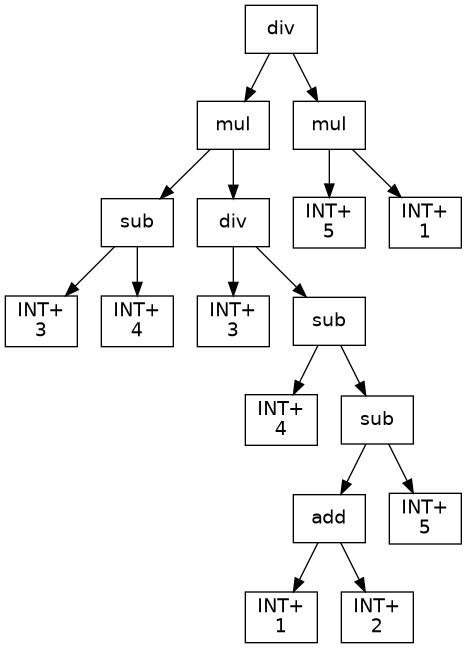 div
mul
mul
sub
div
INT+
5
INT+
1
INT+
3
INT+
4
INT+
3
sub
INT+
4
sub
add
INT+
5
INT+
1
INT+
2